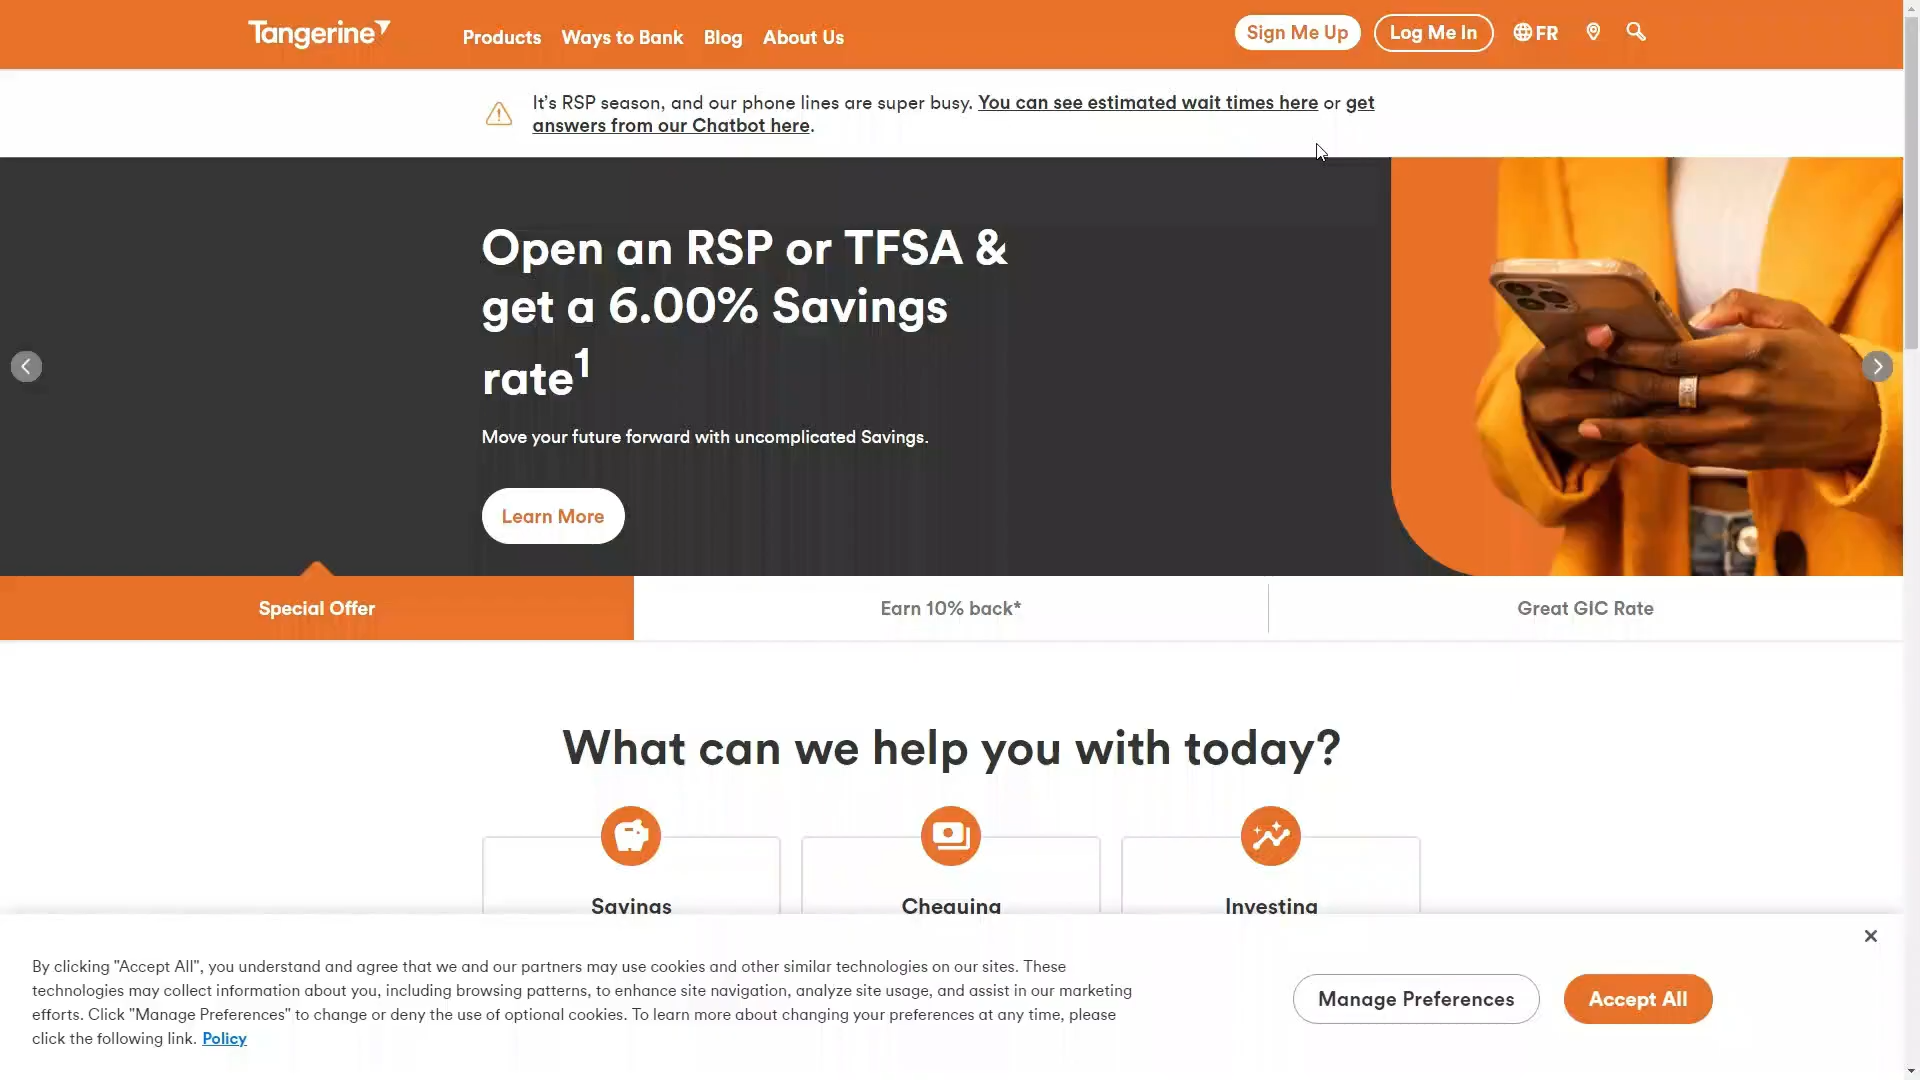 Tangerine
Products Ways to Bank Blog About Us
Sign Me Up Log Me In FR
It’s RSP season, and our phone lines are super busy. You can see estimated wait times here or get
answers from our Chatbot here.
Open an RSP or TFSA &
get a 6.00% Savings
rate1
Move your future forward with uncomplicated Savings.
Learn More
Special Offer
Earn 10% back*
Great GIC Rate
What can we help you with today?
Savings
Chequing
Investing
By clicking "Accept All", you understand and agree that we and our partners may use cookies and other similar technologies on our sites. These
technologies may collect information about you, including browsing patterns, to enhance site navigation, analyze site usage, and assist in our marketing
efforts. Click "Manage Preferences" to change or deny the use of optional cookies. To learn more about changing your preferences at any time, please
click the following link. Policy
Manage Preferences
Accept All